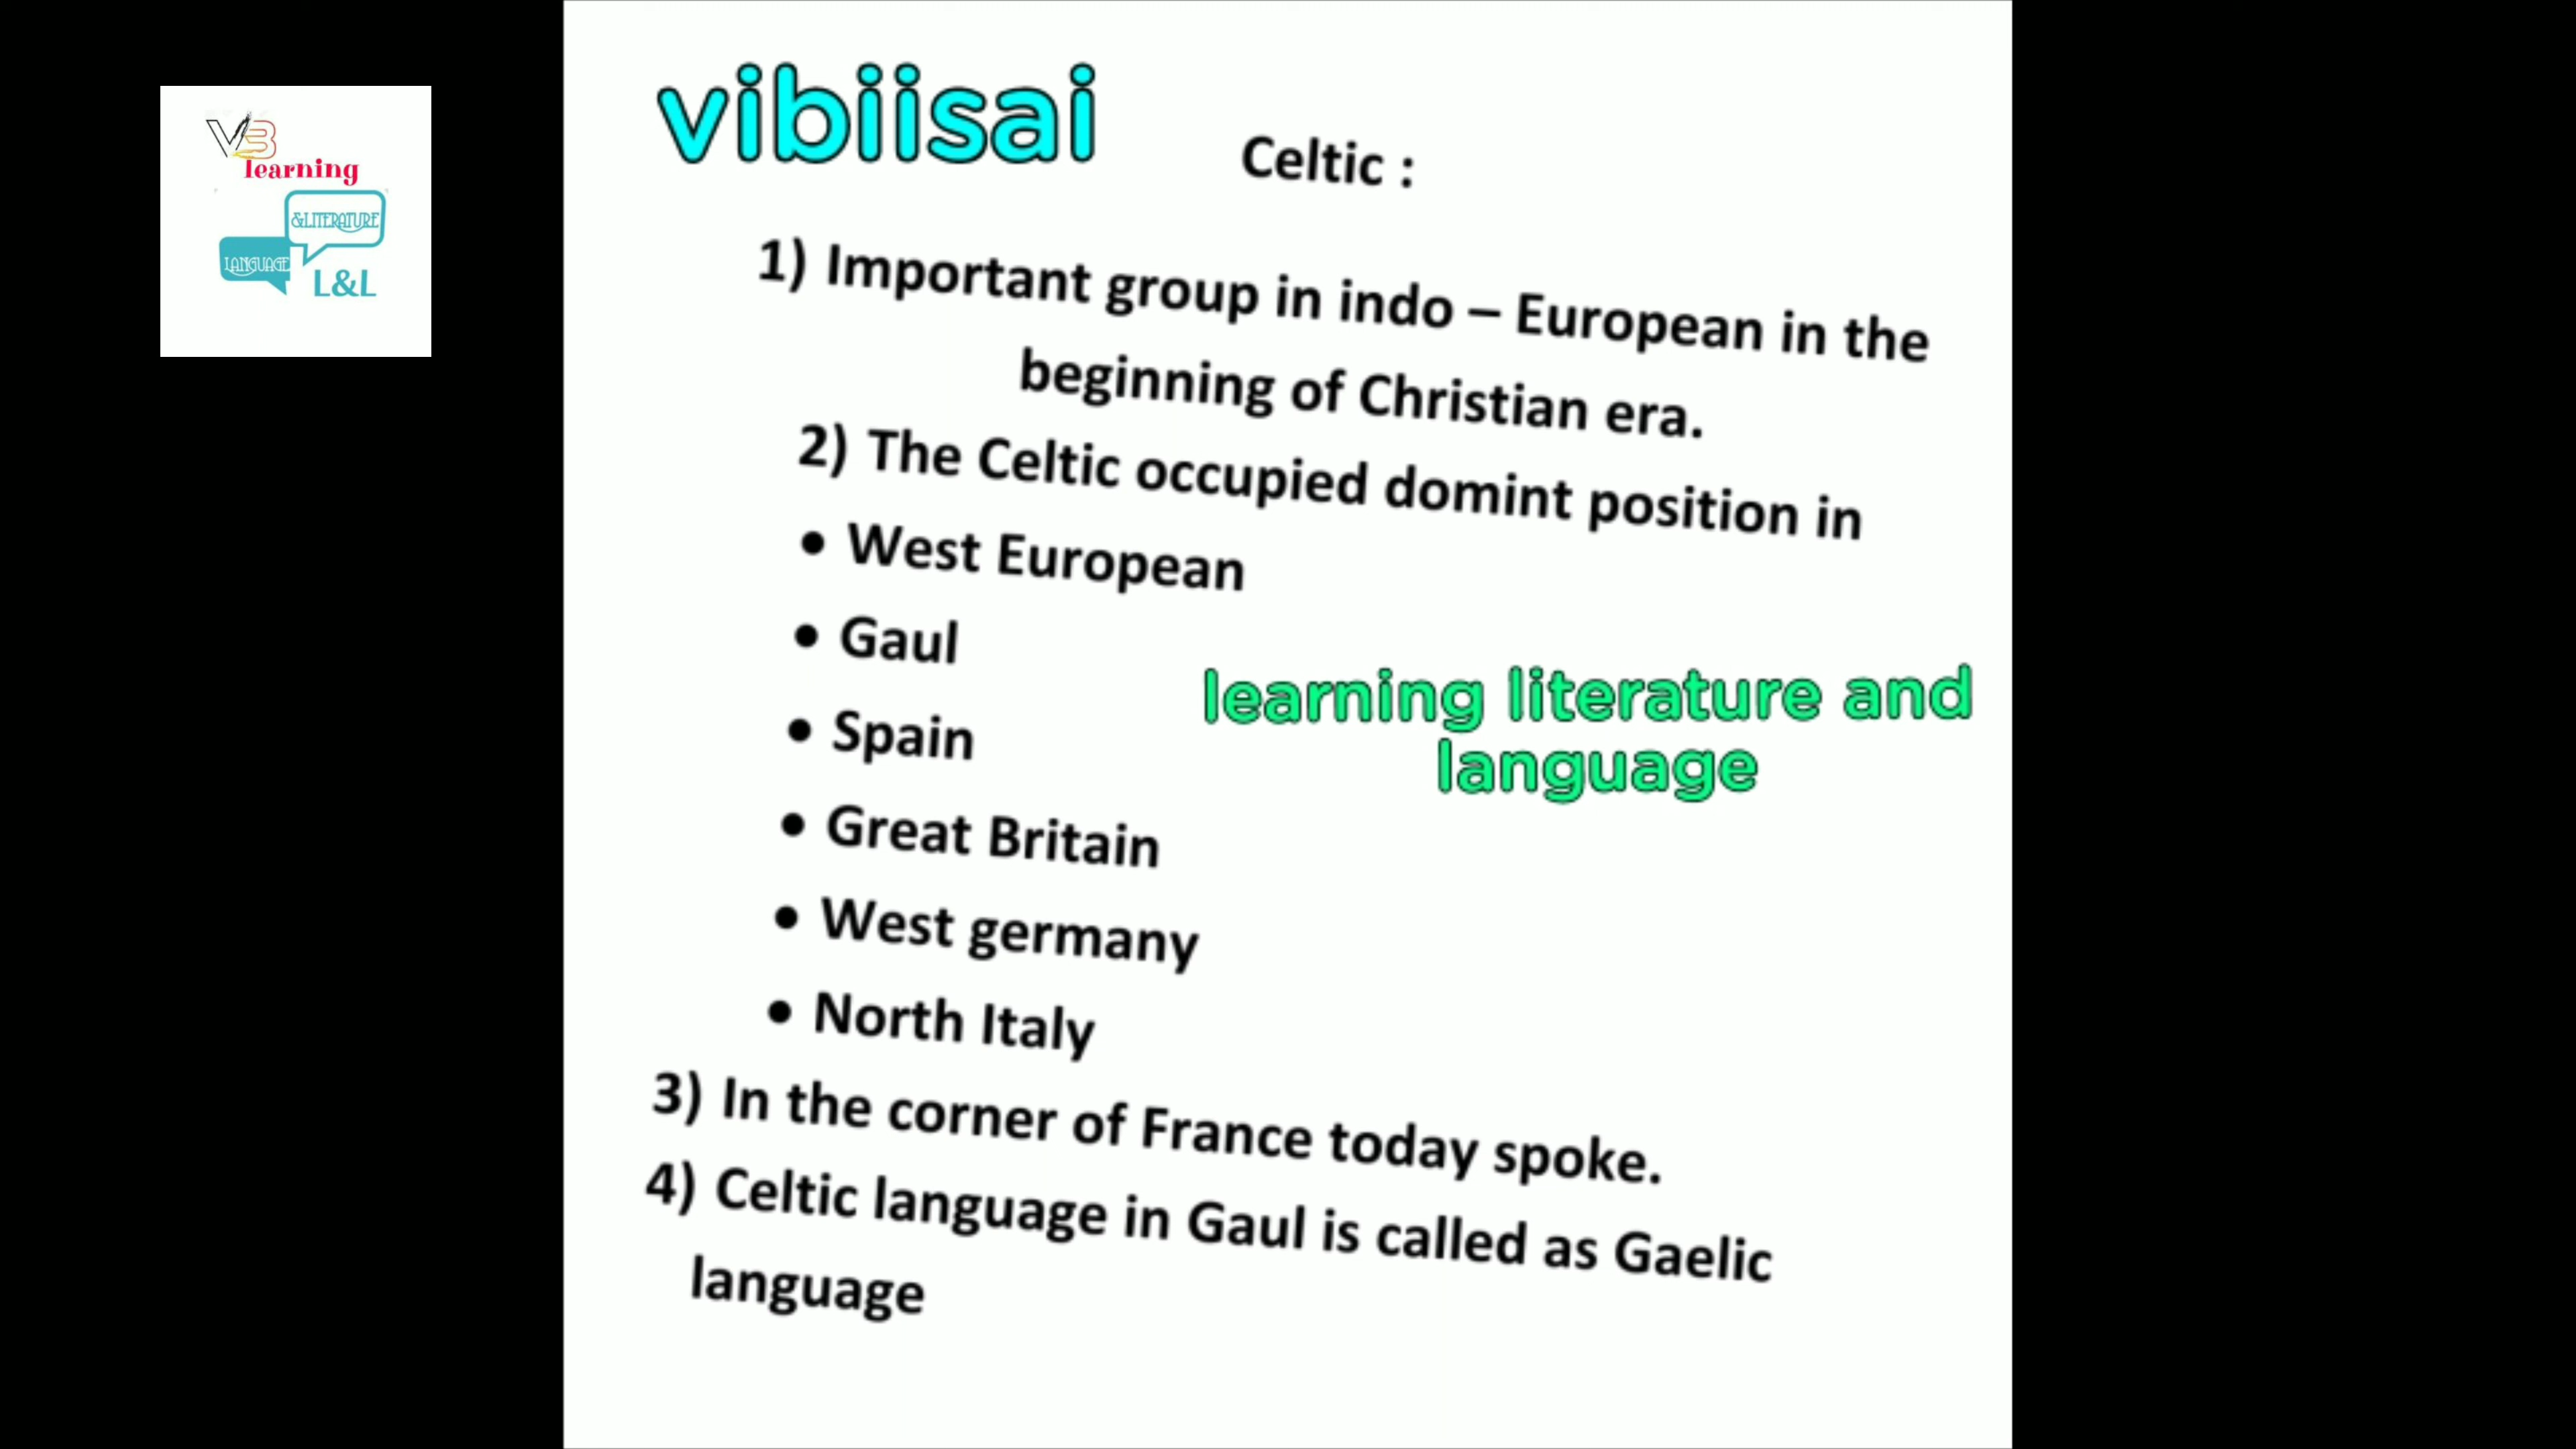 VB
learning
&LITERATURE
LANGUAGE
L&L
vibiisai
Celtic :
1) Important group in indo – European in the
beginning of Christian era.
2) The Celtic occupied domint position in
• West European
• Gaul
• Spain
• Great Britain
• West germany
• North Italy
learning literature and
language
3) In the corner of France today spoke.
4) Celtic language in Gaul is called as Gaelic
language